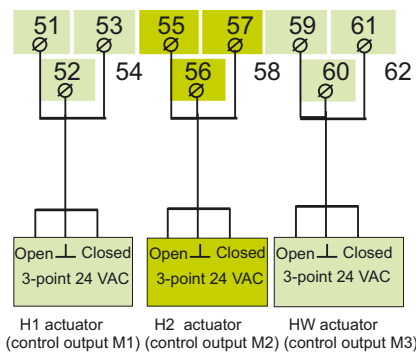 51 53 55 57 59 61
52 54 56 58 60 62
Open ⊥ Closed Open ⊥ Closed Open ⊥ Closed
3-point 24 VAC 3-point 24 VAC 3-point 24 VAC
H1 actuator H2 actuator HW actuator
(control output M1) (control output M2) (control output M3)